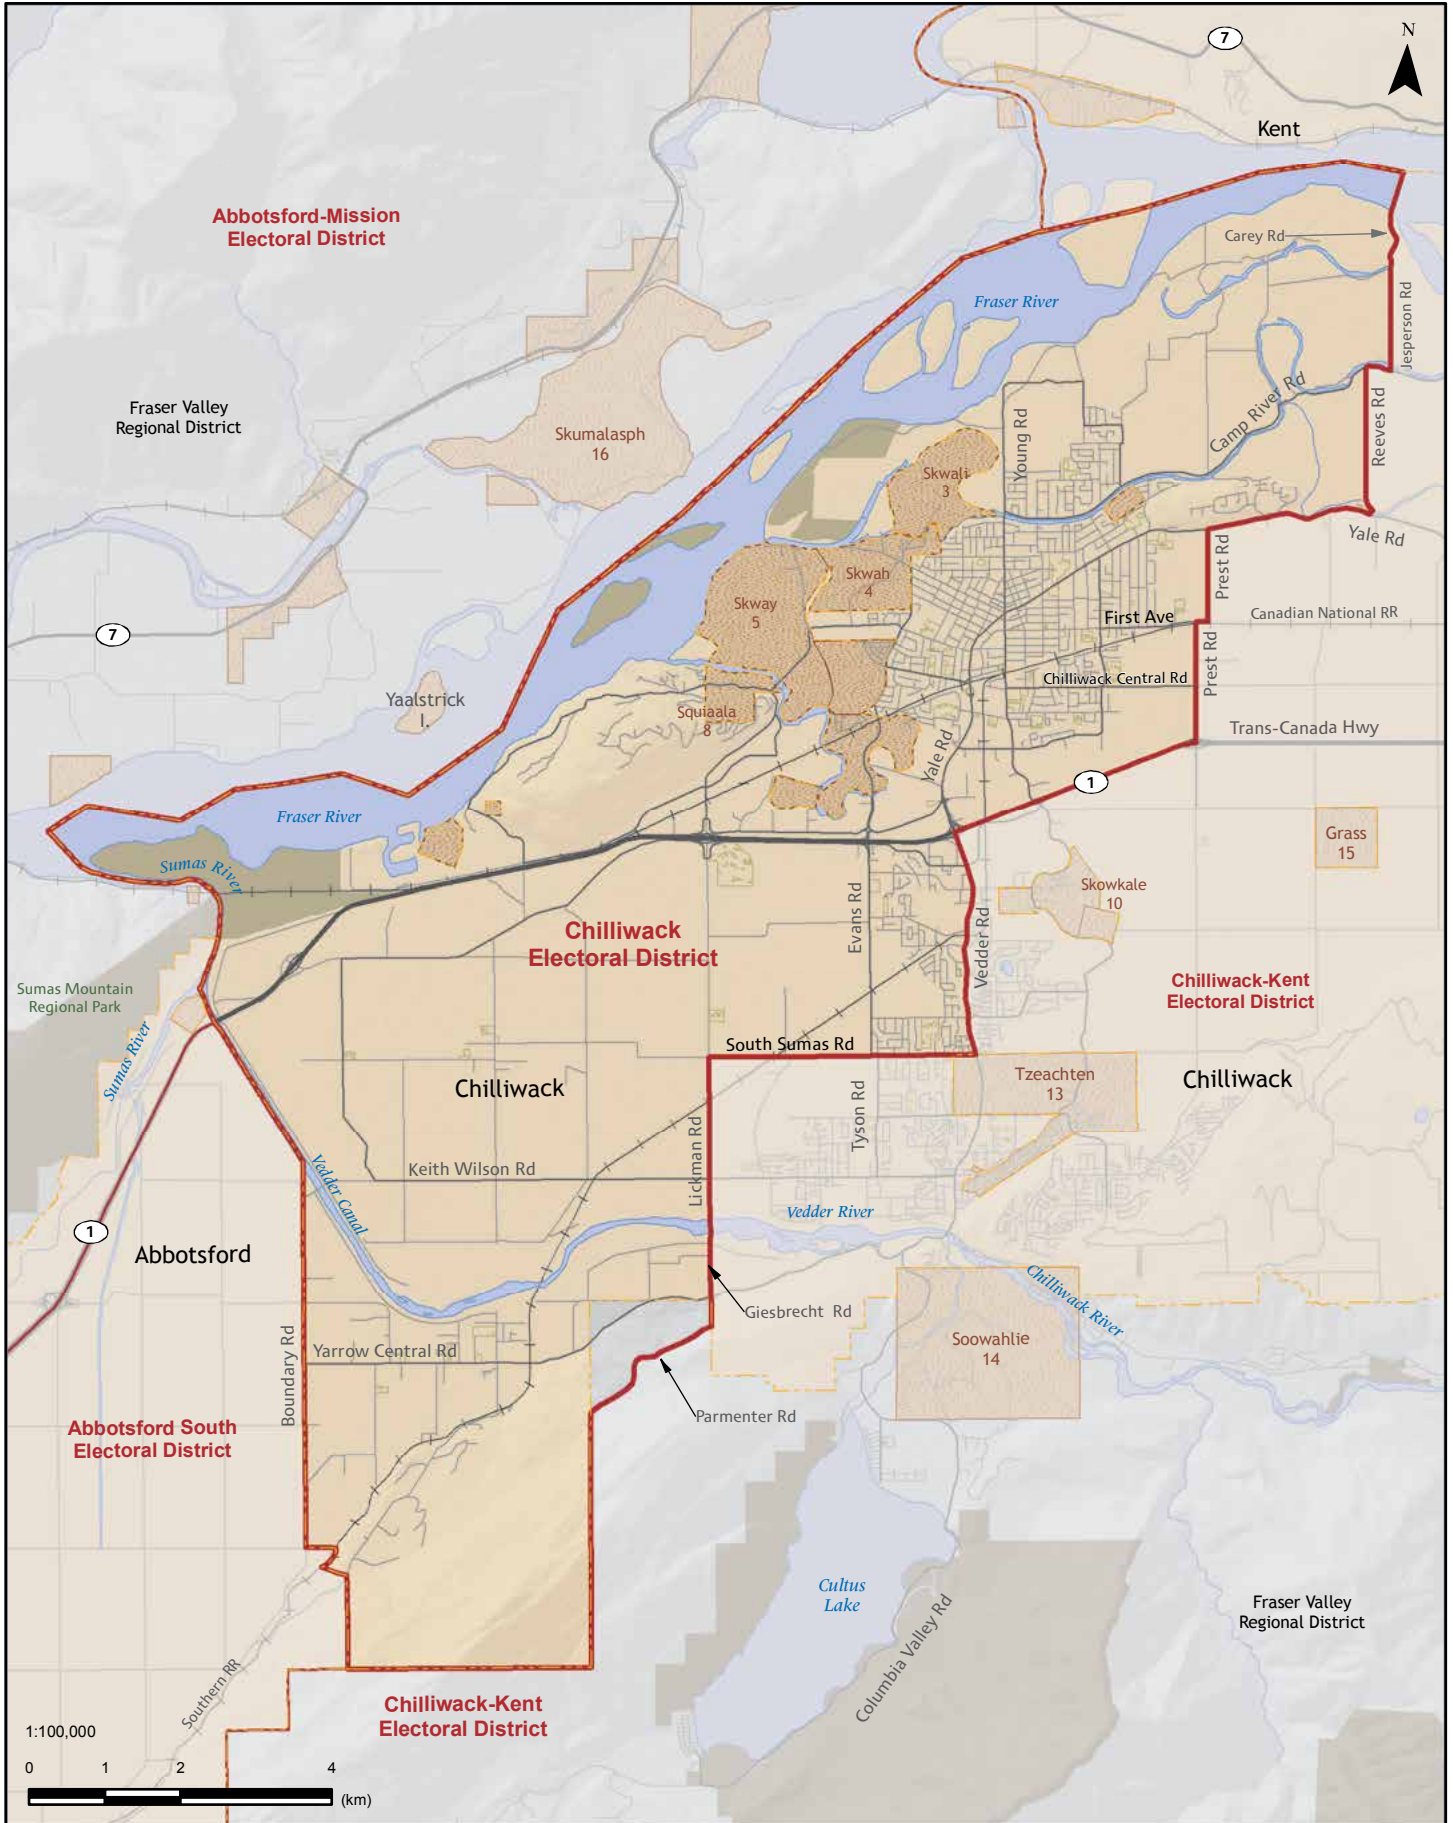 7
N
Kent
Abbotsford-Mission
Electoral District
Carey Rd
Fraser River
Jesperson Rd
Fraser Valley
Regional District
Skumalasph
16
Young Rd
Camp River Rd
Reeves Rd
Skwali
3
Yale Rd
Prest Rd
Skwah
4
Skway
5
First Ave
Canadian National RR
7
Prest Rd
Chilliwack Central Rd
Yaalstrick
I.
Squiaala
8
Trans-Canada Hwy
Yale Rd
1
Fraser River
Grass
15
Sumas River
Skowkale
10
Evans Rd
Vedder Rd
Chilliwack
Electoral District
Chilliwack-Kent
Electoral District
Sumas Mountain
Regional Park
Sumas River
South Sumas Rd
Tzeachten
13
Chilliwack
Chilliwack
Tyson Rd
Lickman Rd
Keith Wilson Rd
Vedder Canal
Vedder River
1
Abbotsford
Chilliwack River
Giesbrecht Rd
Soowahlie
14
Boundary Rd
Yarrow Central Rd
Parmenter Rd
Abbotsford South
Electoral District
Cultus
Lake
Columbia Valley Rd
Fraser Valley
Regional District
Southern RR
Chilliwack-Kent
Electoral District
1:100,000
0 1 2 4
(km)